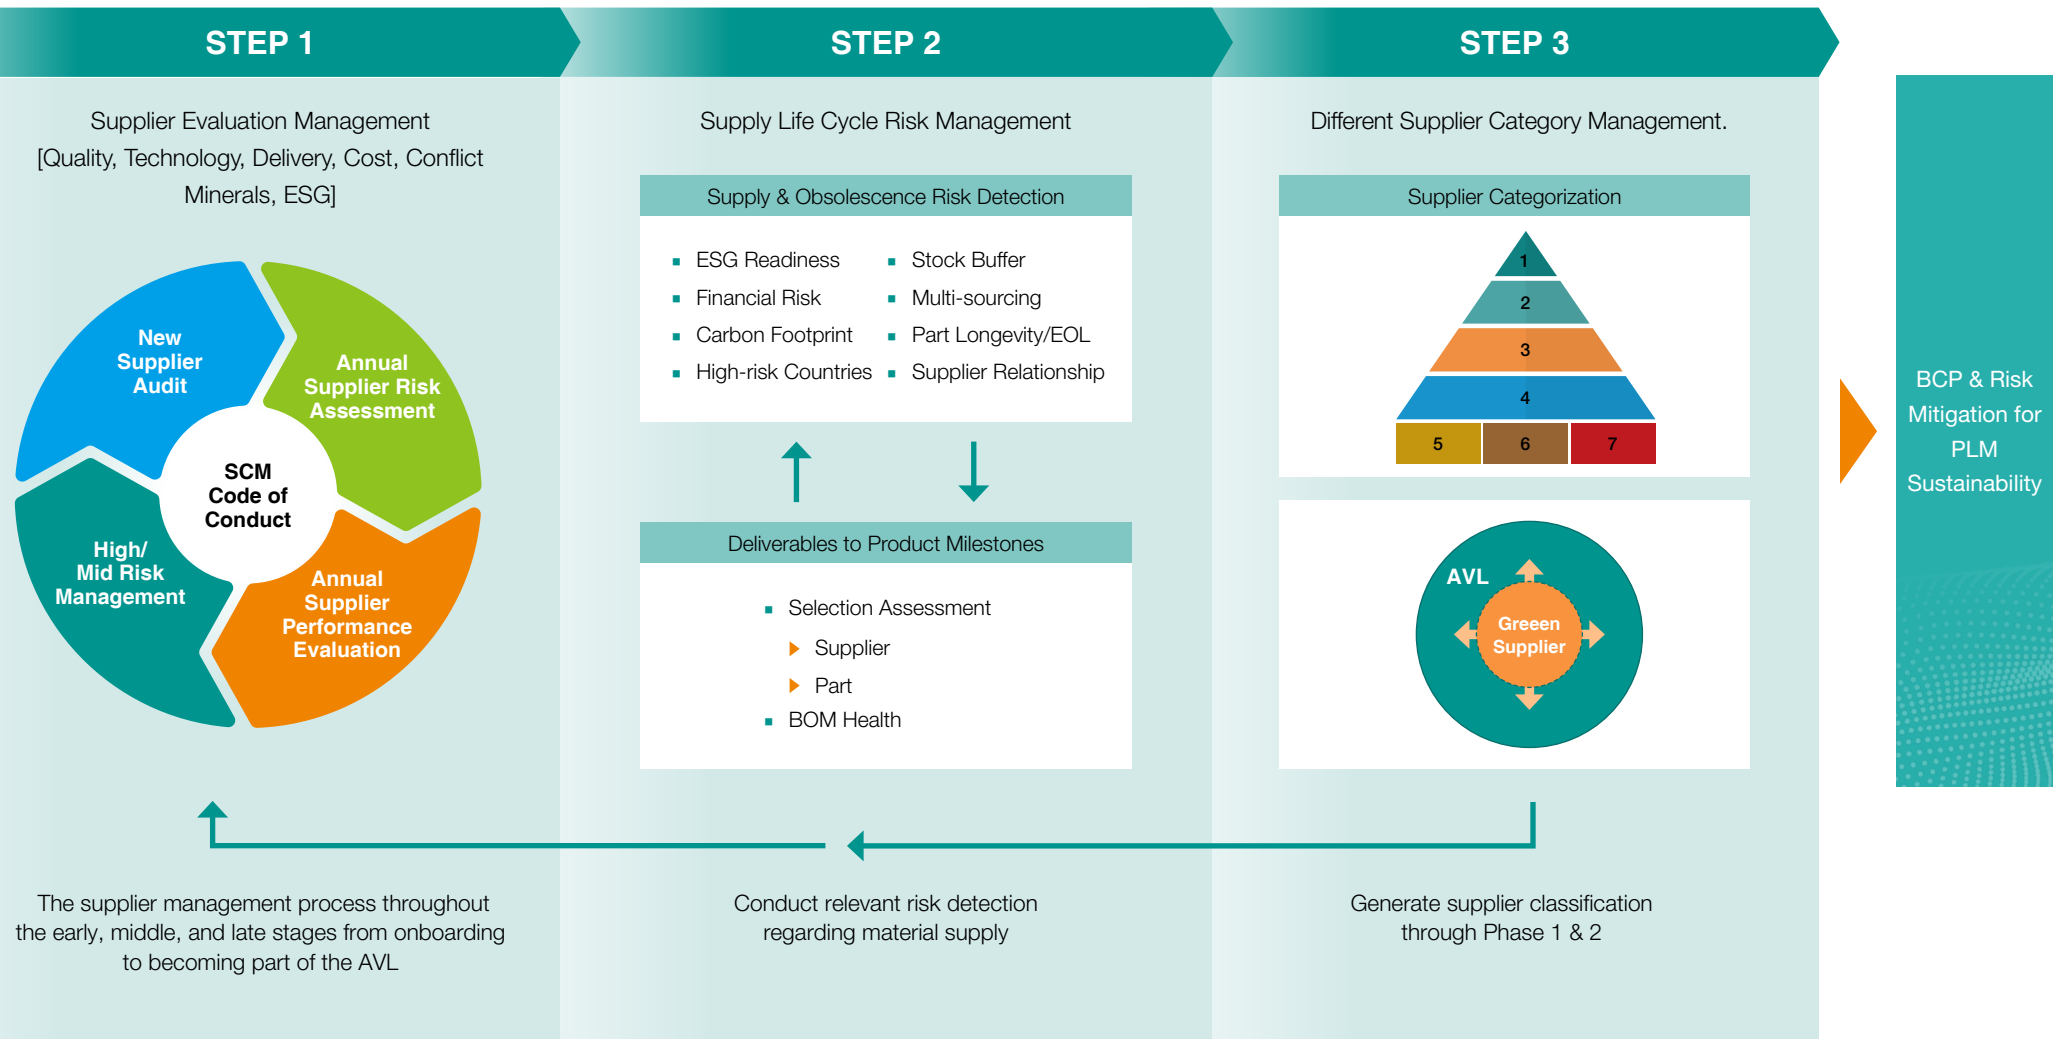 STEP 1
Supplier Evaluation Management
[Quality, Technology, Delivery, Cost, Conflict
Minerals, ESG]
New
Supplier
Audit
Annual
Supplier Risk
Assessment
SCM
Code of
Conduct
High/
Mid Risk
Management
Annual
Supplier
Performance
Evaluation
The supplier management process throughout
the early, middle, and late stages from onboarding
to becoming part of the AVL
STEP 2
Supply Life Cycle Risk Management
Supply & Obsolescence Risk Detection
ESG Readiness
Financial Risk
Carbon Footprint
High-risk Countries
Stock Buffer
Multi-sourcing
Part Longevity/EOL
Supplier Relationship
Deliverables to Product Milestones
Selection Assessment
Supplier
Part
BOM Health
Conduct relevant risk detection
regarding material supply
STEP 3
Different Supplier Category Management.
Supplier Categorization
1
2
3
4
5 6 7
AVL
Greeen
Supplier
Generate supplier classification
through Phase 1 & 2
BCP & Risk
Mitigation for
PLM
Sustainability